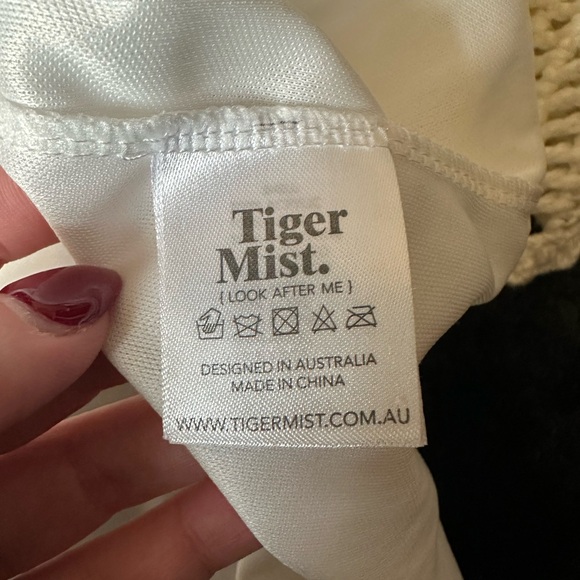 Tiger
Mist.
{ LOOK AFTER ME }
DESIGNED IN AUSTRALIA
MADE IN CHINA
WWW.TIGERMIST.COM.AU